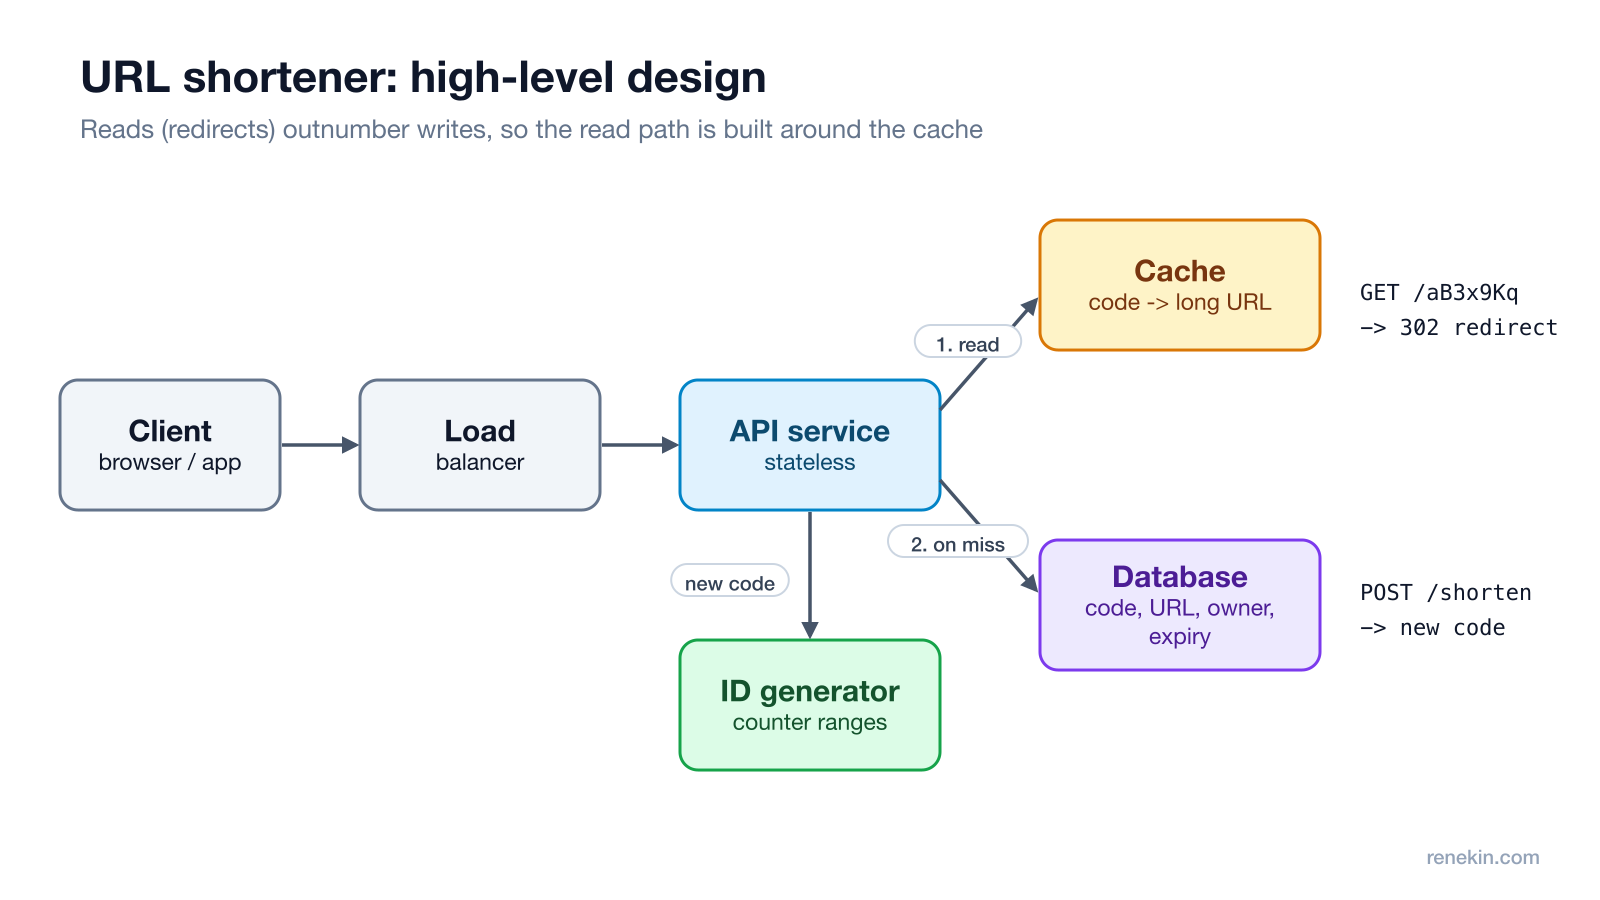 URL shortener: high-level design
Reads (redirects) outnumber writes, so the read path is built around the cache
Cache
code -> long URL
GET /aB3x9Kq
–> 302 redirect
1. read
Client
browser / app
Load
balancer
API service
stateless
2. on miss
new code
Database
code, URL, owner,
expiry
POST /shorten
–> new code
ID generator
counter ranges
renekin.com